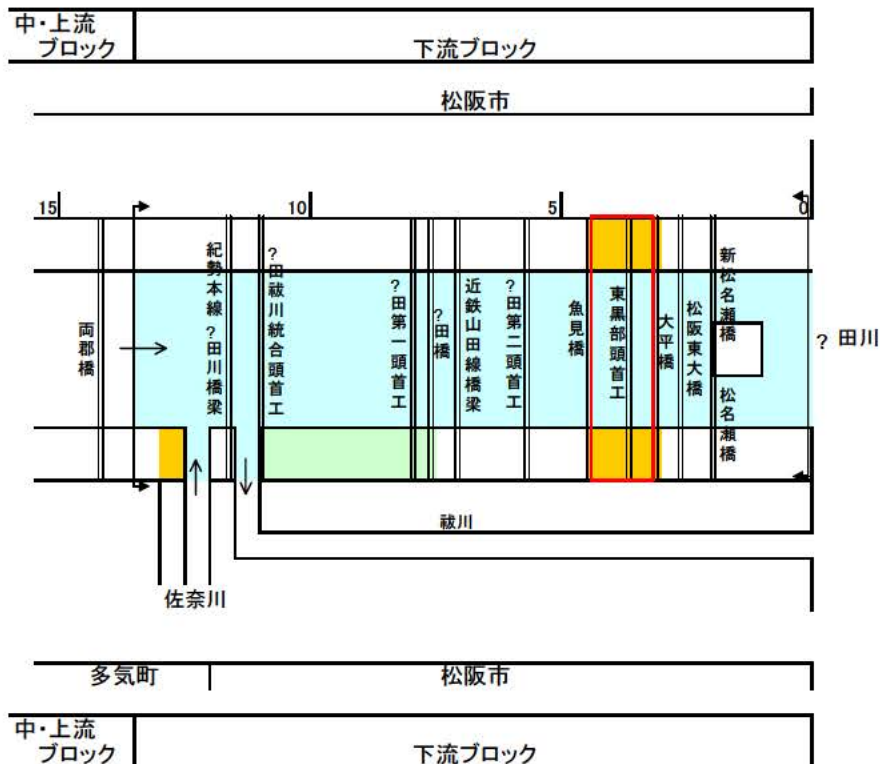 中・上流
ブロック
下流ブロック
松阪市
15
10
5
0
両郡橋
紀勢本線?田川橋梁
?田祓川統合頭首工
?田第一頭首工
?田橋
近鉄山田線橋梁
?田第二頭首工
魚見橋
東黒部頭首工
大平橋
松阪東大橋
新松名瀬橋
松名瀬橋
?田川
祓川
佐奈川
多気町
松阪市
中・上流
ブロック
下流ブロック